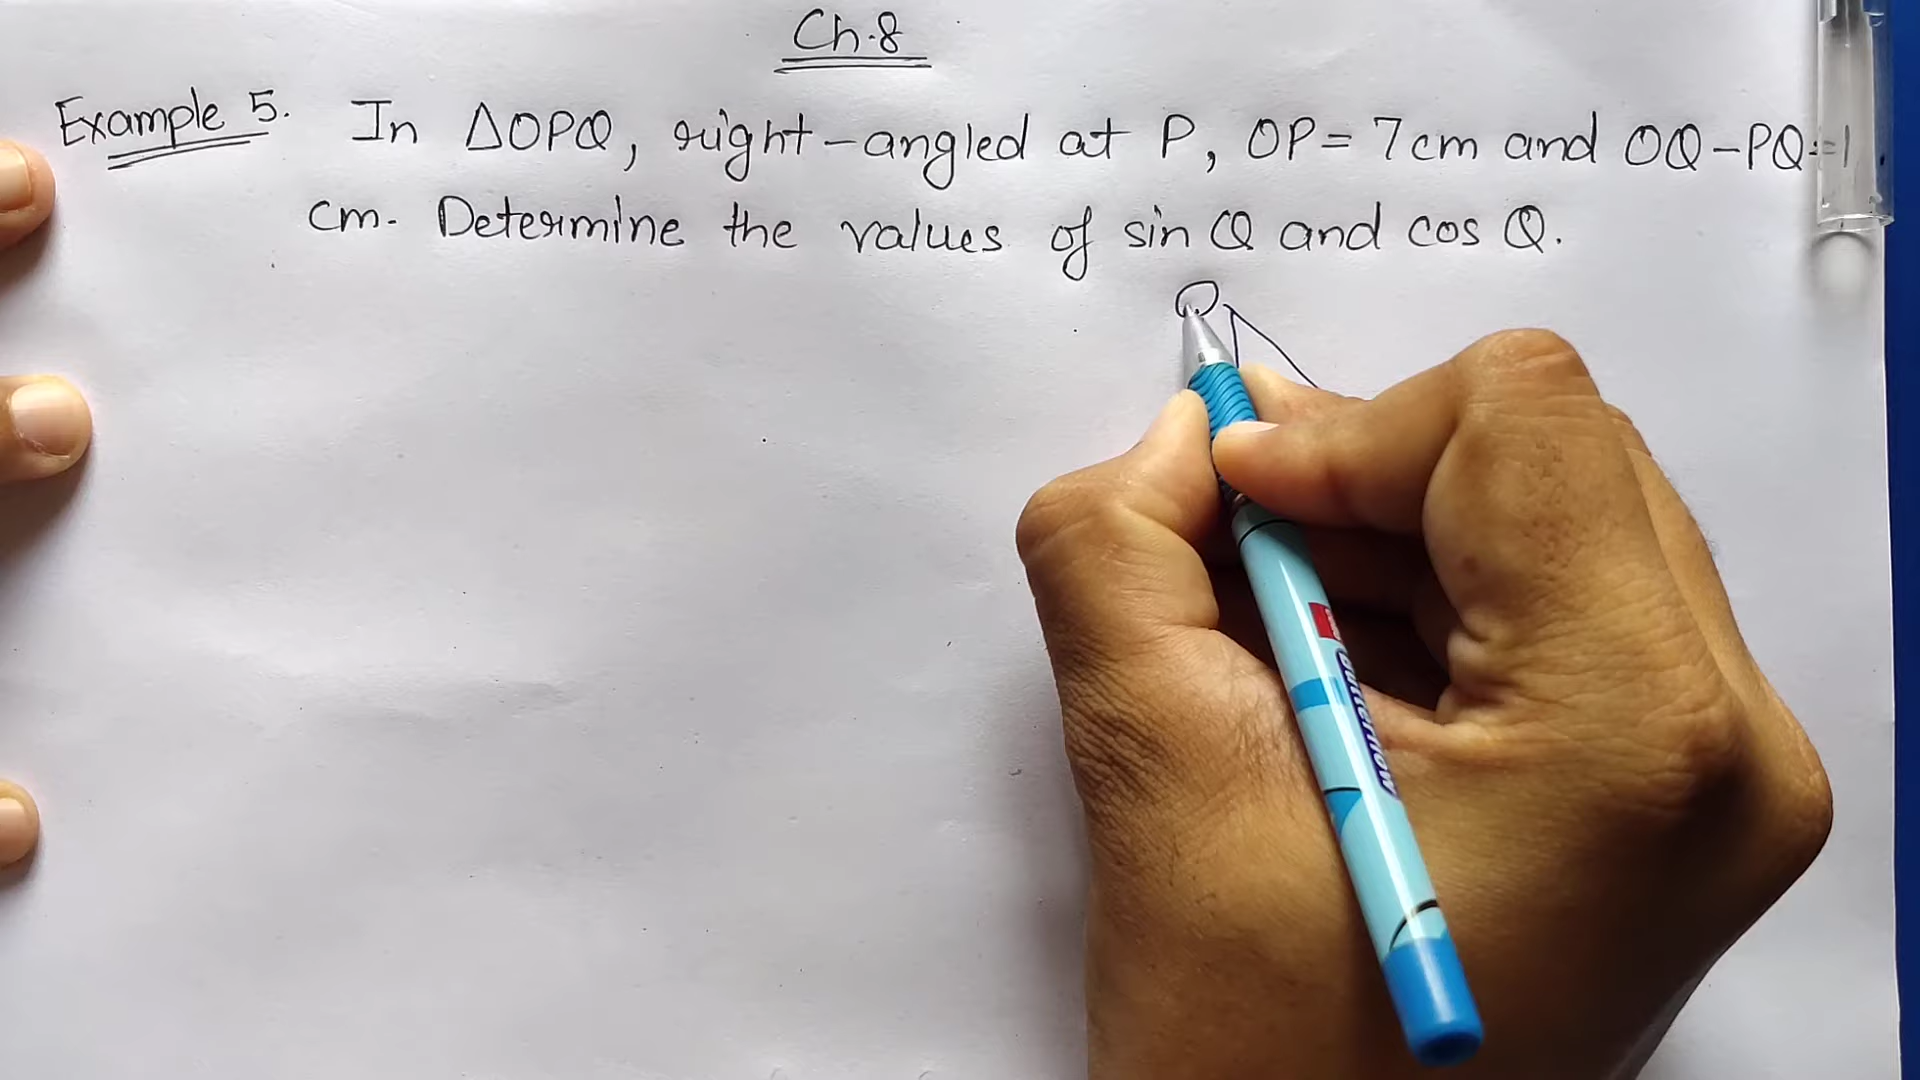 Ch.8
Example 5. In ΔOPQ, right-angled at P, OP = 7cm and OQ-PQ=1
cm. Determine the values of sin Q and cos Q.
Q
butterflow